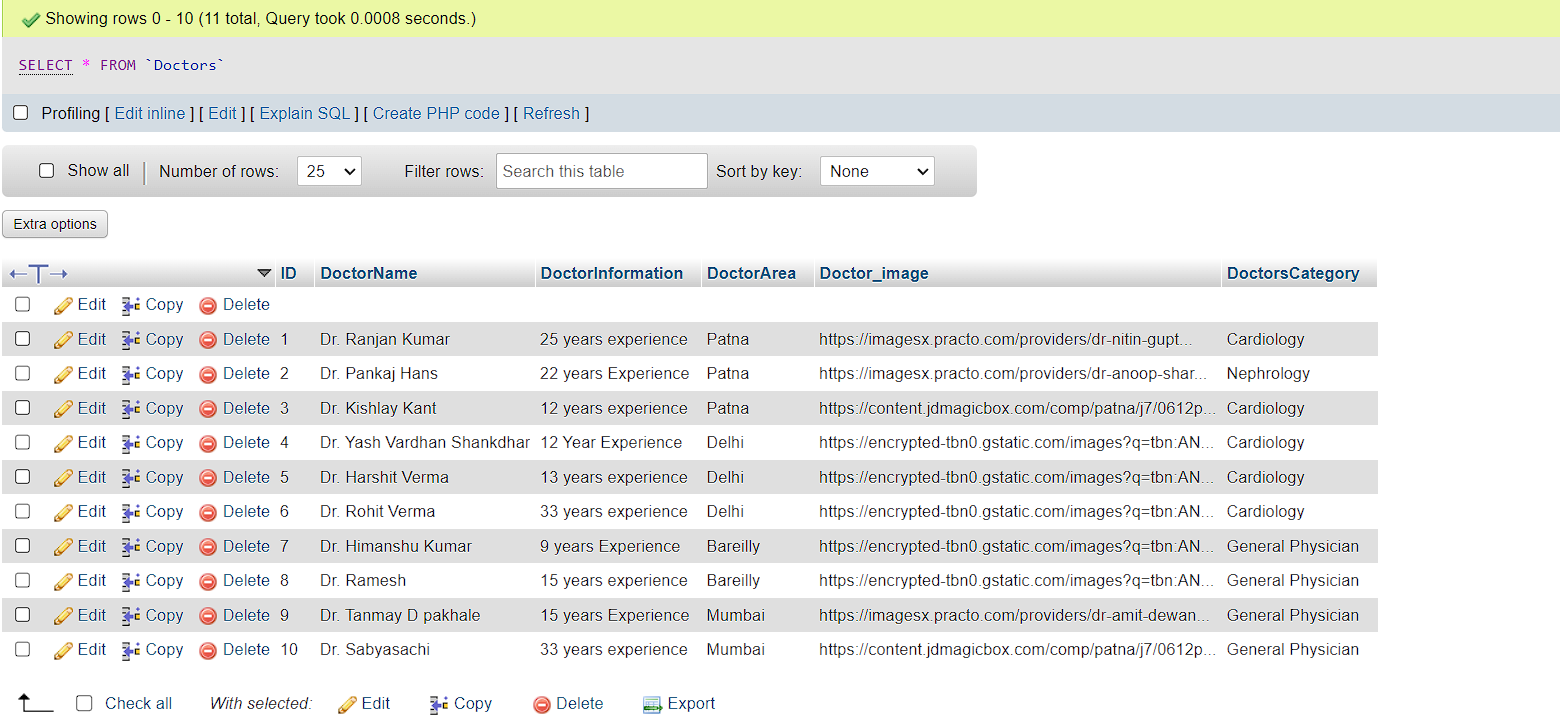 Showing rows 0 - 10 (11 total, Query took 0.0008 seconds.)
SELECT * FROM `Doctors`
Profiling [ Edit inline ] [ Edit ] [ Explain SQL ] [ Create PHP code ] [ Refresh ]
Show all Number of rows: 25 Filter rows: Search this table Sort by key: None
Extra options
ID DoctorName DoctorInformation DoctorArea Doctor_image DoctorsCategory
Edit Copy Delete
Edit Copy Delete 1 Dr. Ranjan Kumar 25 years experience Patna https://imagesx.practo.com/providers/dr-nitin-gupt... Cardiology
Edit Copy Delete 2 Dr. Pankaj Hans 22 years Experience Patna https://imagesx.practo.com/providers/dr-anoop-shar... Nephrology
Edit Copy Delete 3 Dr. Kishlay Kant 12 years experience Patna https://content.jdmagicbox.com/comp/patna/j7/0612p... Cardiology
Edit Copy Delete 4 Dr. Yash Vardhan Shankdhar 12 Year Experience Delhi https://encrypted-tbn0.gstatic.com/images?q=tbn:AN... Cardiology
Edit Copy Delete 5 Dr. Harshit Verma 13 years experience Delhi https://encrypted-tbn0.gstatic.com/images?q=tbn:AN... Cardiology
Edit Copy Delete 6 Dr. Rohit Verma 33 years experience Delhi https://encrypted-tbn0.gstatic.com/images?q=tbn:AN... Cardiology
Edit Copy Delete 7 Dr. Himanshu Kumar 9 years Experience Bareilly https://encrypted-tbn0.gstatic.com/images?q=tbn:AN... General Physician
Edit Copy Delete 8 Dr. Ramesh 15 years experience Bareilly https://encrypted-tbn0.gstatic.com/images?q=tbn:AN... General Physician
Edit Copy Delete 9 Dr. Tanmay D pakhale 15 years Experience Mumbai https://imagesx.practo.com/providers/dr-amit-dewan... General Physician
Edit Copy Delete 10 Dr. Sabyasachi 33 years experience Mumbai https://content.jdmagicbox.com/comp/patna/j7/0612p... General Physician
Check all With selected: Edit Copy Delete Export